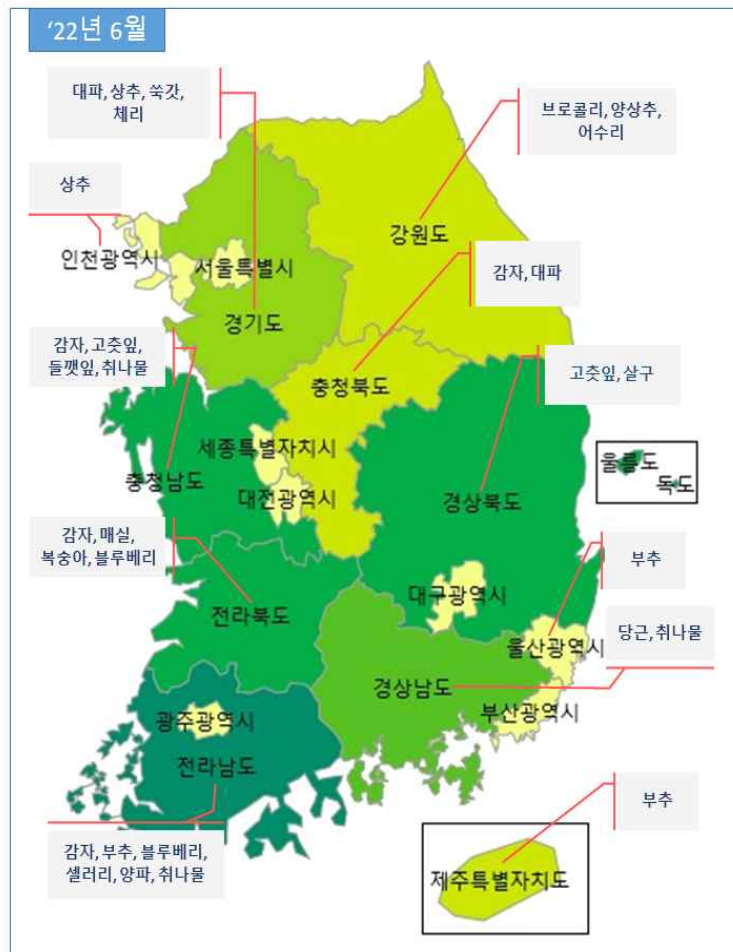 ‘22년 6월
대파, 상추, 쑥갓,
체리
브로콜리, 양상추,
어수리
상추
강원도
인천광역시
서울특별시
감자, 대파
경기도
감자, 고춧잎,
들깻잎, 취나물
충청북도
고춧잎, 살구
세종특별자치시
울릉도
충청남도
대전광역시
경상북도
독도
감자, 매실,
복숭아, 블루베리
부추
대구광역시
전라북도
울산광역시
당근, 취나물
경상남도
부산광역시
광주광역시
전라남도
부추
감자, 부추, 블루베리,
셀러리, 양파, 취나물
제주특별자치도